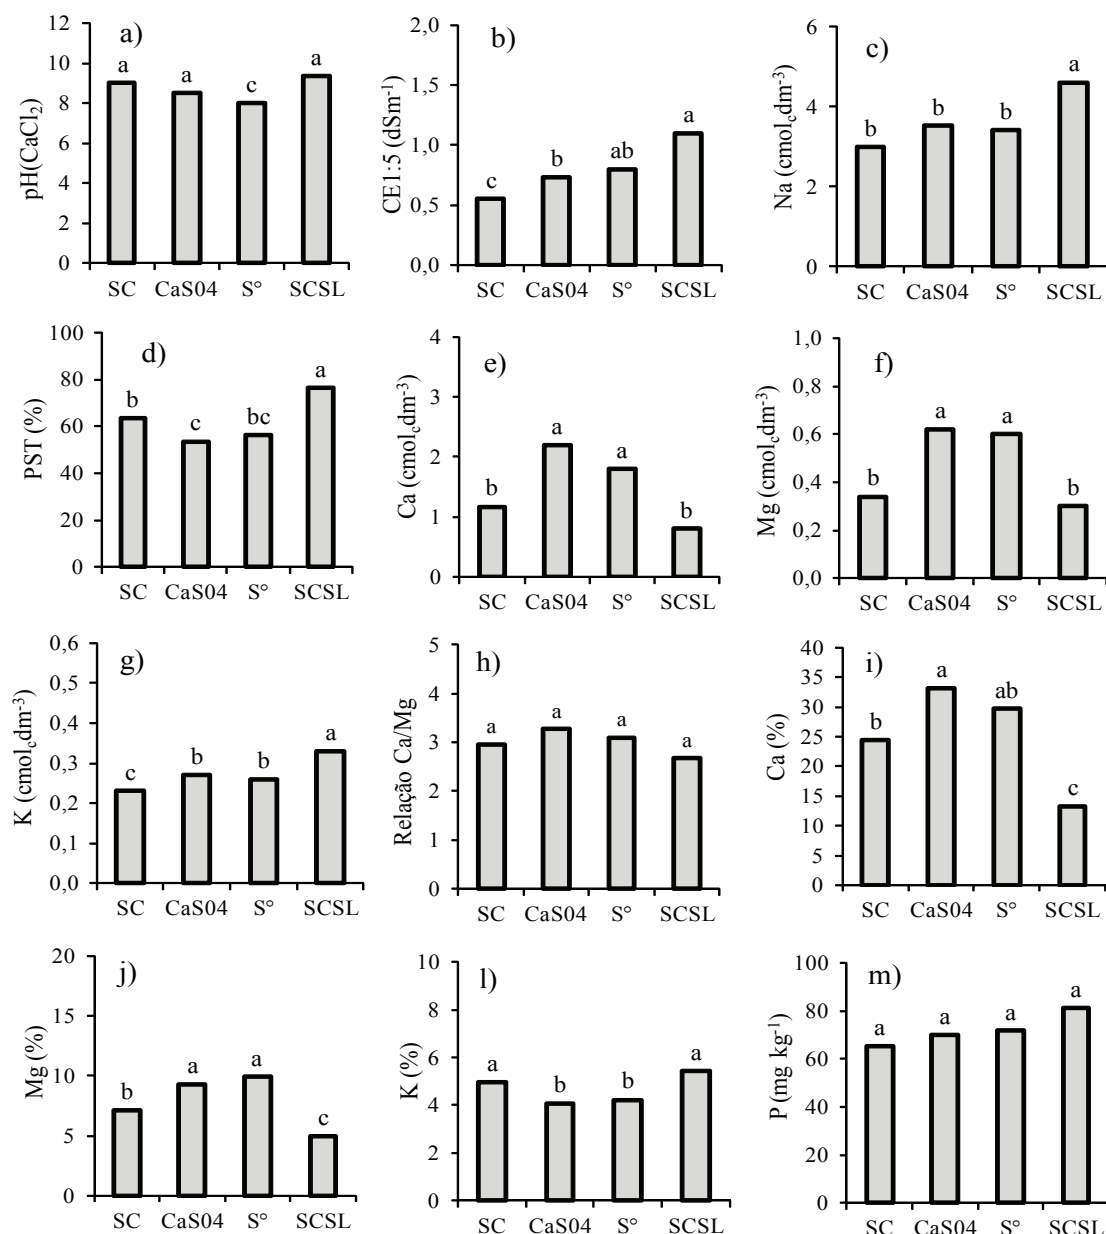 a)
pH(CaCl2)
12
10
8
6
4
2
0
a
a
c
a
SC CaS04 S° SCSL
b)
CE1:5 (dSm-1)
2,0
1,5
1,0
0,5
0,0
c
b
ab
a
SC CaS04 S° SCSL
c)
Na (cmolcdm-3)
6
4
2
0
b
b
b
a
SC CaS04 S° SCSL
d)
PST (%)
100
80
60
40
20
0
b
c
bc
a
SC CaS04 S° SCSL
e)
Ca (cmolcdm-3)
4
3
2
1
0
b
a
a
b
SC CaS04 S° SCSL
f)
Mg (cmolcdm-3)
1,0
0,8
0,6
0,4
0,2
0,0
b
a
a
b
SC CaS04 S° SCSL
g)
K (cmolcdm-3)
0,6
0,5
0,4
0,3
0,2
0,1
0,0
c
b
b
a
SC CaS04 S° SCSL
h)
Relação Ca/Mg
5
4
3
2
1
0
a
a
a
a
SC CaS04 S° SCSL
i)
Ca (%)
40
35
30
25
20
15
10
5
0
b
a
ab
c
SC CaS04 S° SCSL
j)
Mg (%)
20
15
10
5
0
b
a
a
c
SC CaS04 S° SCSL
l)
K (%)
10
8
6
4
2
0
a
b
b
a
SC CaS04 S° SCSL
m)
P (mg kg-1)
100
80
60
40
20
0
a
a
a
a
SC CaS04 S° SCSL